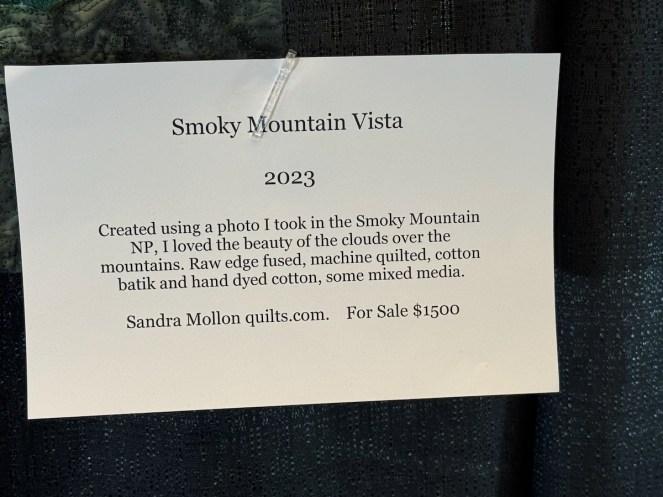 Smoky Mountain Vista
2023
Created using a photo I took in the Smoky Mountain
NP, I loved the beauty of the clouds over the
mountains. Raw edge fused, machine quilted, cotton
batik and hand dyed cotton, some mixed media.
Sandra Mollon quilts.com. For Sale $1500